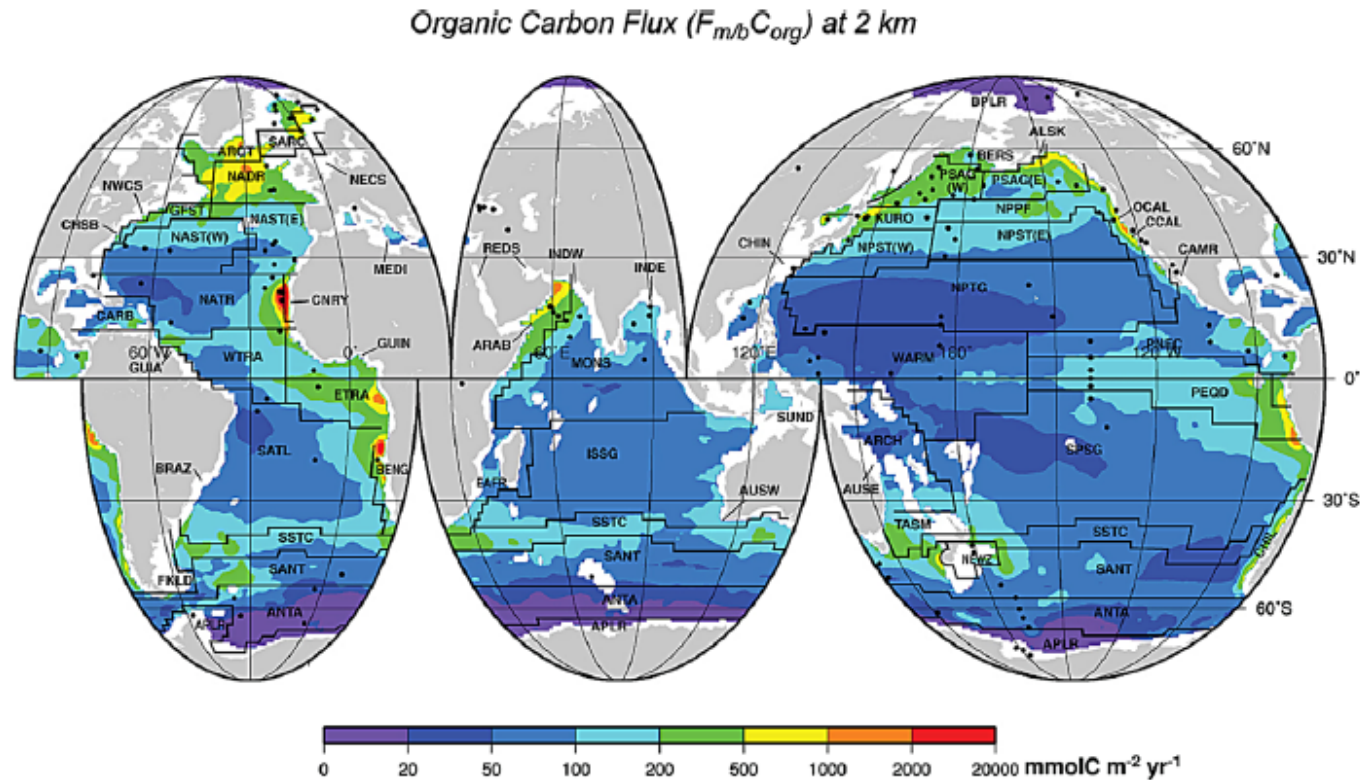 Organic Carbon Flux (Fm/bCorg) at 2 km
BPLR
ALSK
SARC
ARCT
BERS
60°N
NADR
NECS
PSAG (W)
PSAG(E)
NWCS
GFST
NAST(E)
KURO
NPPF
OCAL
CCAL
CHSB
NAST(W)
REDS
INDW
CHIN
NPST(W)
NPST(E)
CAMR
MEDI
INDE
30°N
NATR
CNRY
NPTG
CARB
ARAB
GUIN
60°W
0°
60°E
120°E
160°
120°W
GUIA
WTRA
MONS
WARM
PNEC
0°
ETRA
SUND
PEQD
SATL
ISSG
ARCH
SPSG
BRAZ
BENG
EAFR
AUSW
AUSE
30°S
SSTC
SSTC
TASM
SSTC
CHIL
SANT
SANT
NEWZ
SANT
FKLD
ANTA
ANTA
ANTA
60°S
APLR
APLR
APLR
0 20 50 100 200 500 1000 2000 20000 mmolC m⁻² yr⁻¹